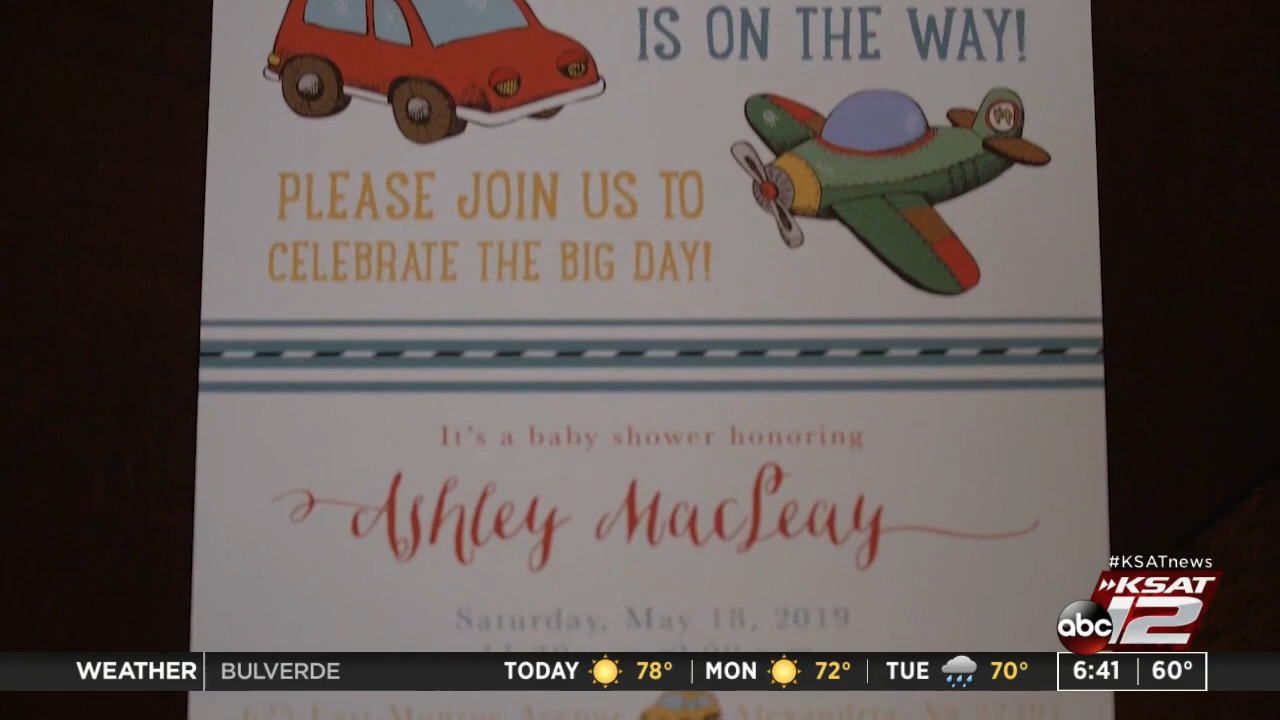 IS ON THE WAY!
PLEASE JOIN US TO
CELEBRATE THE BIG DAY!
It's a baby shower honoring
Ashley MacLeay
Saturday, May 18, 2019
#KSATnews
KSAT
abc 12
WEATHER BULVERDE TODAY 78° MON 72° TUE 70° 6:41 60°